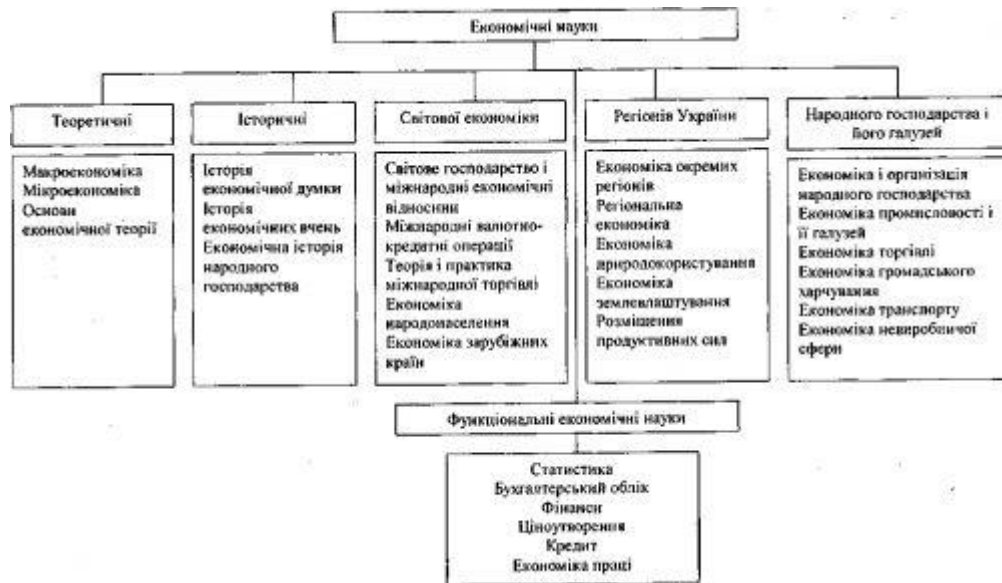 Економічні науки
Теоретичні
Історичні
Світової економіки
Регіонів України
Народного господарства і
його галузей
Макроекономіка
Мікроекономіка
Основи
економічної теорії
Історія
економічної думки
Історія
економічних вчень
Економічна історія
народного
господарства
Світове господарство і
міжнародні економічні
відносини
Міжнародні валютно-
кредитні операції
Теорія і практика
міжнародної торгівлі
Економіка
народонаселення
Економіка зарубіжних
країн
Економіка окремих
регіонів
Регіональна
економіка
Економіка
природокористування
Економіка
землевлаштування
Розміщення
продуктивних сил
Економіка і організація
народного господарства
Економіка промисловості і
її галузей
Економіка торгівлі
Економіка громадського
харчування
Економіка транспорту
Економіка невиробничої
сфери
Функціональні економічні науки
Статистика
Бухгалтерський облік
Фінанси
Ціноутворення
Кредит
Економіка праці